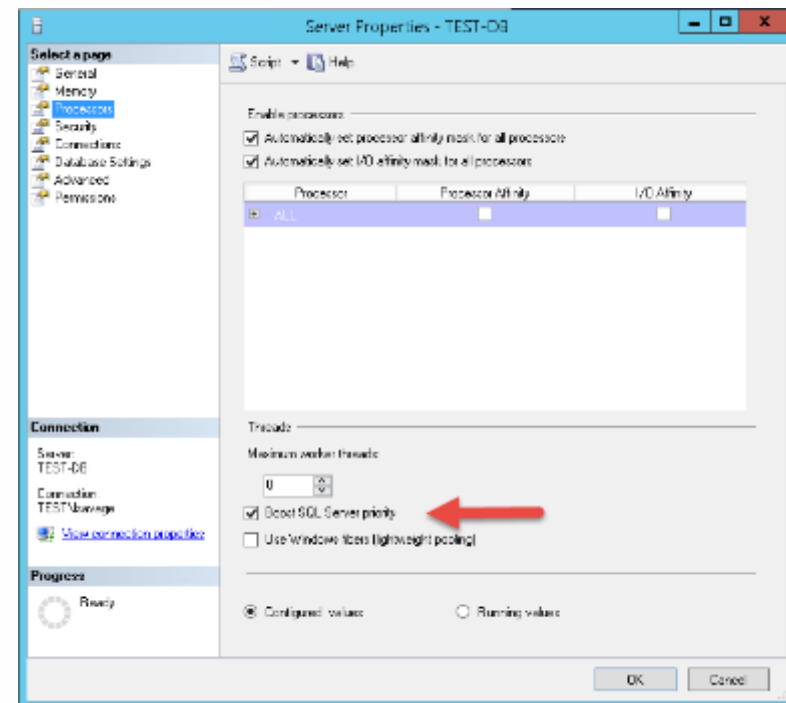 Server Properties - TEST-DB
Select a page
General
Memory
Processors
Security
Connections
Database Settings
Advanced
Permissions
Script
Help
Enable processors
Automatically set processor affinity mask for all processors
Automatically set I/O affinity mask for all processors
Processor Processor Affinity I/O Affinity
ALL
Connection
Server:
TEST-DB
Connection:
View connection properties
Progress
Ready
Threads
Maximum worker threads:
0
Boost SQL Server priority
Use Windows fibers (lightweight pooling)
Configured values Running values
OK Cancel